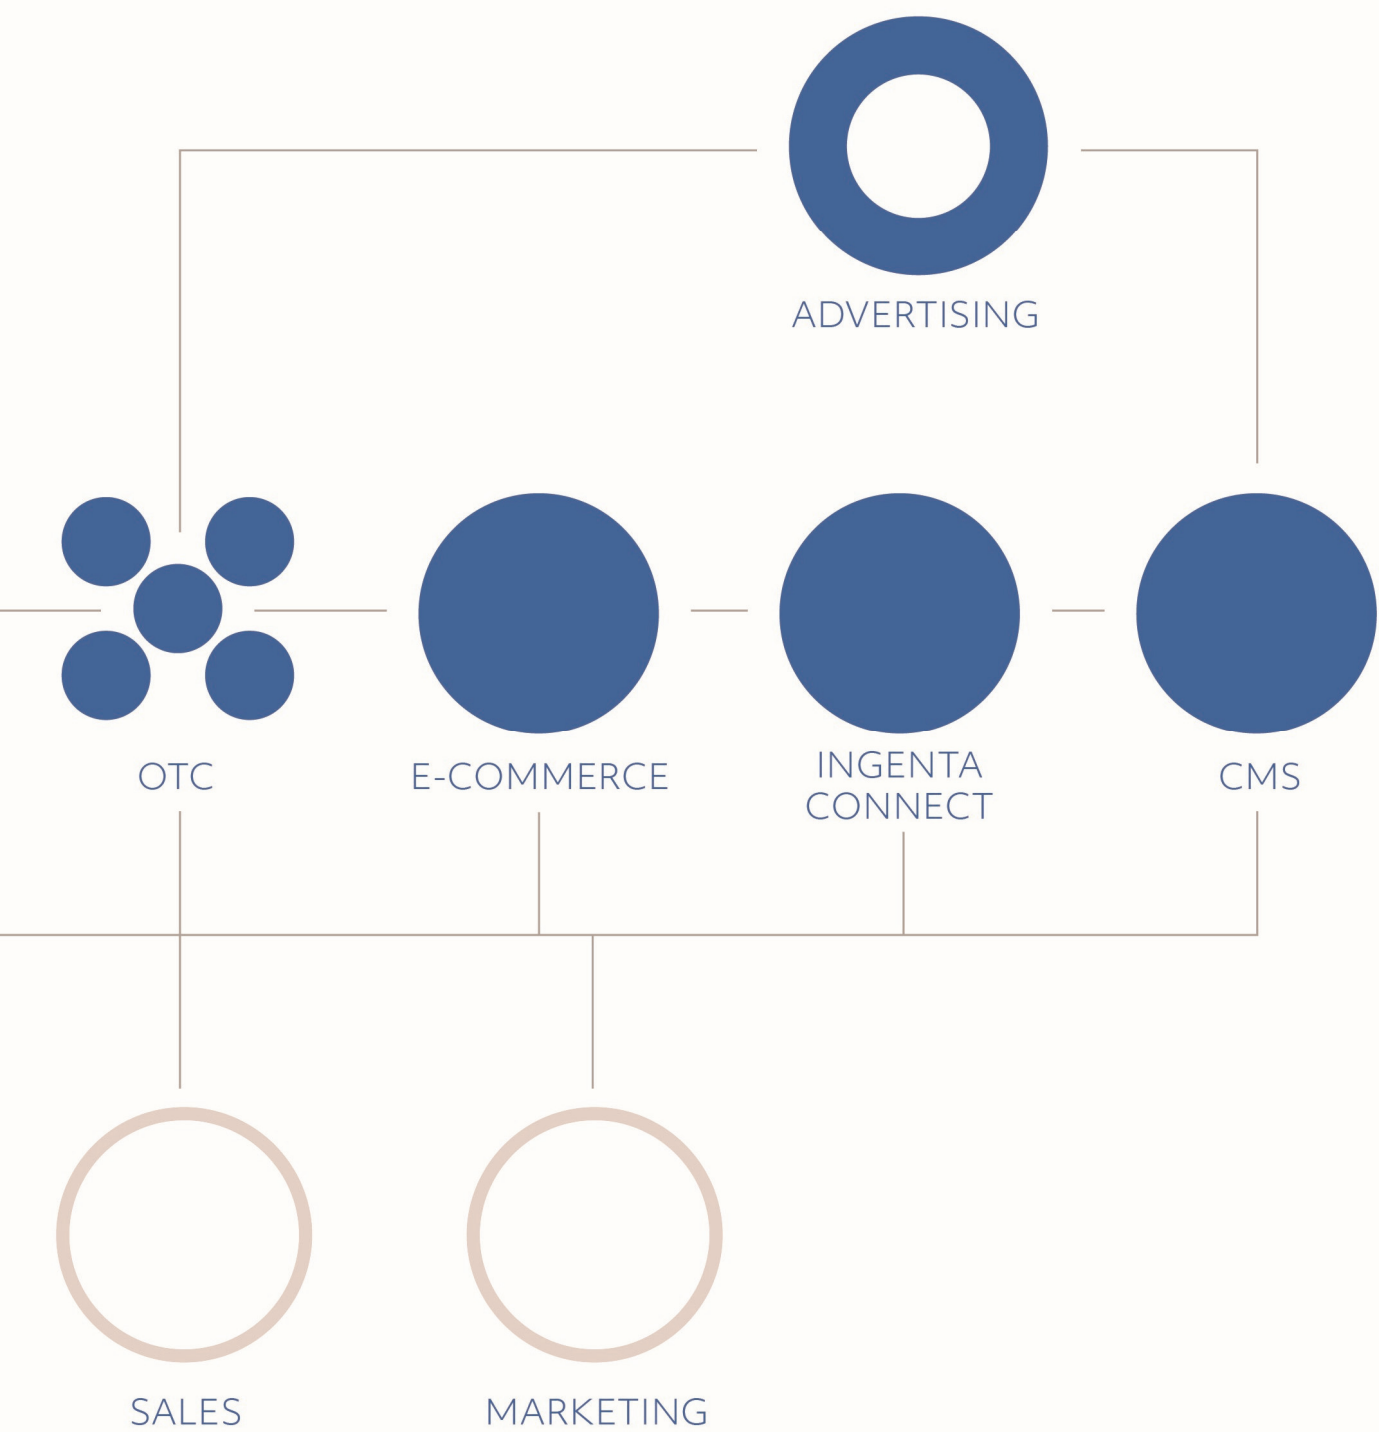 ADVERTISING
OTC
E-COMMERCE
INGENTA
CONNECT
CMS
SALES
MARKETING